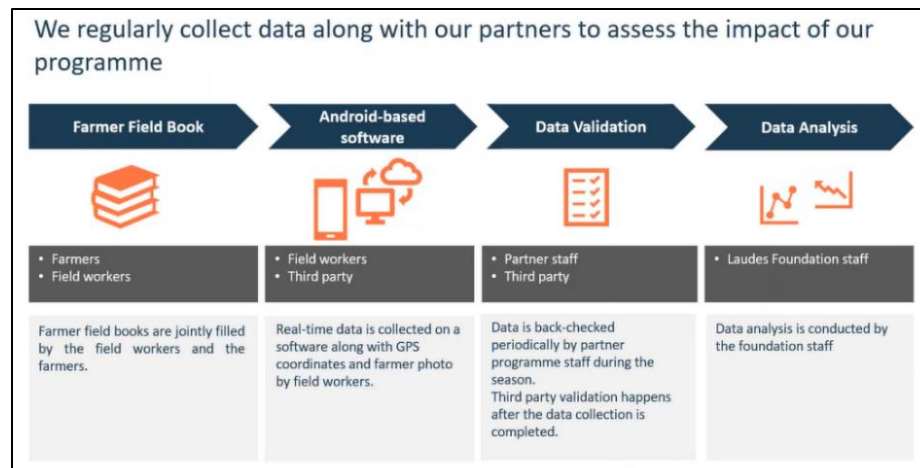 We regularly collect data along with our partners to assess the impact of our
programme
Farmer Field Book
Android-based
software
Data Validation
Data Analysis
• Farmers
• Field workers
• Field workers
• Third party
• Partner staff
• Third party
• Laudes Foundation staff
Farmer field books are jointly filled
by the field workers and the
farmers.
Real-time data is collected on a
software along with GPS
coordinates and farmer photo
by field workers.
Data is back-checked
periodically by partner
programme staff during the
season.
Third party validation happens
after the data collection is
completed.
Data analysis is conducted by
the foundation staff